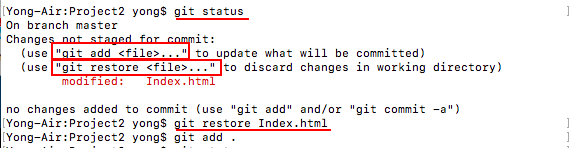 [Yong-Air:Project2 yong$ git status
On branch master
Changes not staged for commit:
  (use "git add <file>..." to update what will be committed)
  (use "git restore <file>..." to discard changes in working directory)
        modified:   Index.html

no changes added to commit (use "git add" and/or "git commit -a")
[Yong-Air:Project2 yong$ git restore Index.html
[Yong-Air:Project2 yong$ git add .